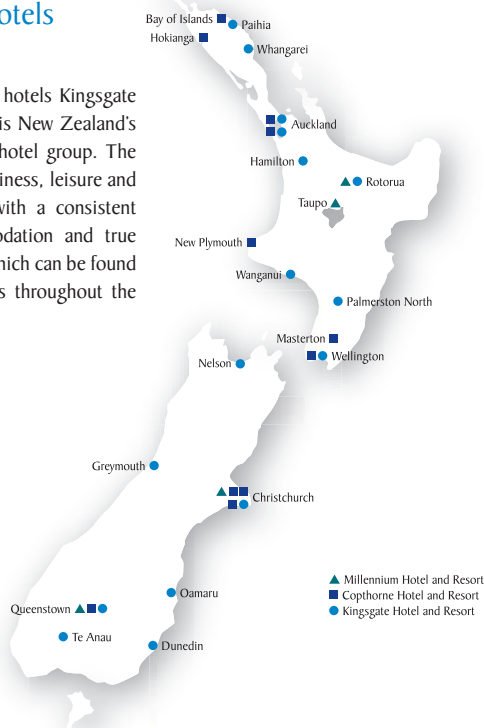 otels
hotels Kingsgate
is New Zealand's
hotel group. The
iness, leisure and
with a consistent
odation and true
hich can be found
s throughout the
Bay of Islands
Paihia
Hokianga
Whangarei
Auckland
Hamilton
Rotorua
Taupo
New Plymouth
Wanganui
Palmerston North
Masterton
Wellington
Nelson
Greymouth
Christchurch
Oamaru
Queenstown
Te Anau
Dunedin
Millennium Hotel and Resort
Copthorne Hotel and Resort
Kingsgate Hotel and Resort